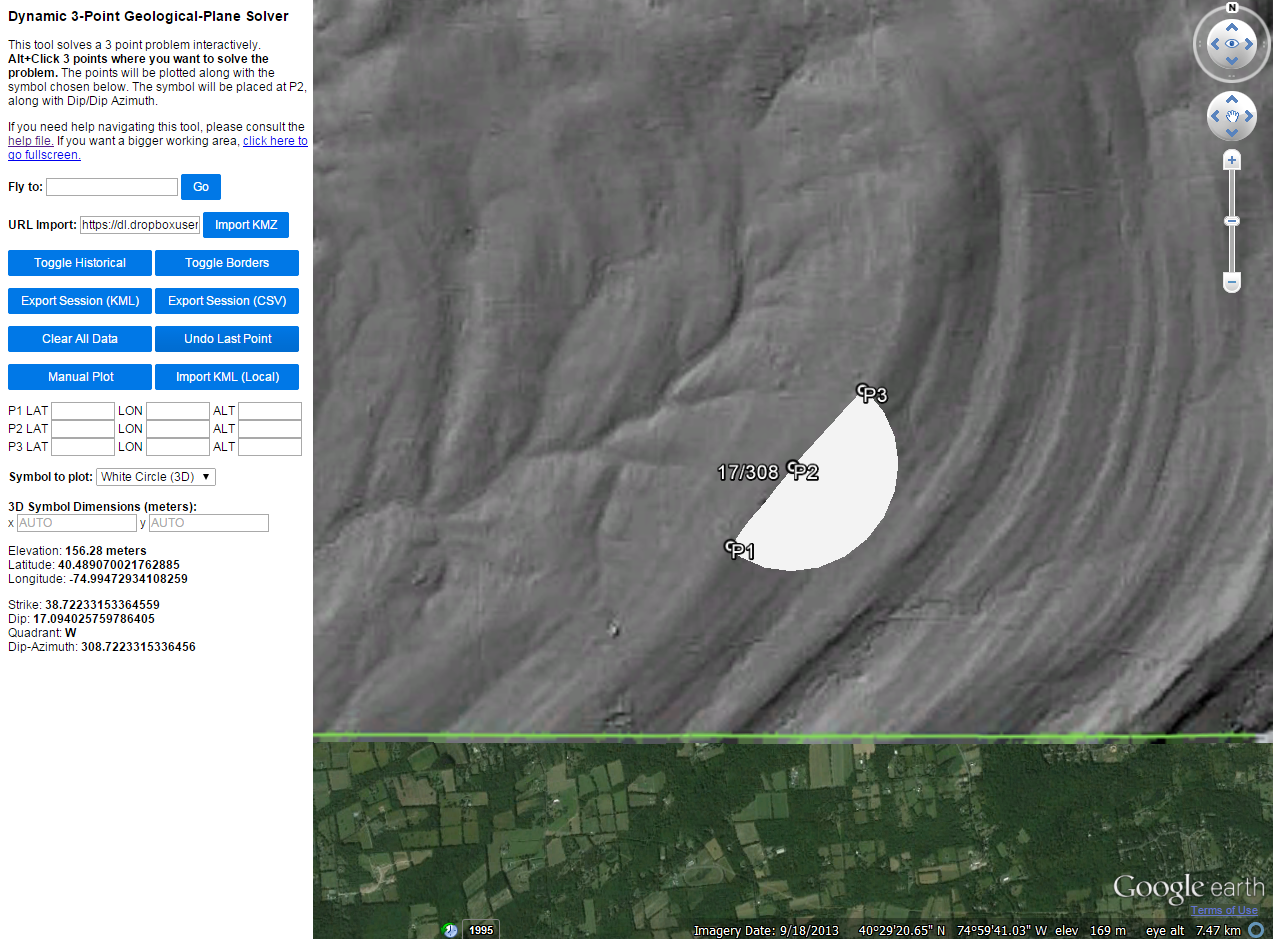 Dynamic 3-Point Geological-Plane Solver
This tool solves a 3 point problem interactively.
Alt+Click 3 points where you want to solve the
problem. The points will be plotted along with the
symbol chosen below. The symbol will be placed at P2,
along with Dip/Dip Azimuth.
If you need help navigating this tool, please consult the
help file. If you want a bigger working area, click here to
go fullscreen.
Fly to: Go
URL Import: https://dl.dropboxuser Import KMZ
Toggle Historical Toggle Borders
Export Session (KML) Export Session (CSV)
Clear All Data Undo Last Point
Manual Plot Import KML (Local)
P1 LAT LON ALT
P2 LAT LON ALT
P3 LAT LON ALT
Symbol to plot: White Circle (3D)
3D Symbol Dimensions (meters):
x AUTO y AUTO
Elevation: 156.28 meters
Latitude: 40.489070021762885
Longitude: -74.99472934108259
Strike: 38.72233153364559
Dip: 17.094025759786405
Quadrant: W
Dip-Azimuth: 308.7223315336456
N
P3
17/308 P2
P1
Google earth
Terms of Use
1995
Imagery Date: 9/18/2013 40°29'20.65" N 74°59'41.03" W elev 169 m eye alt 7.47 km